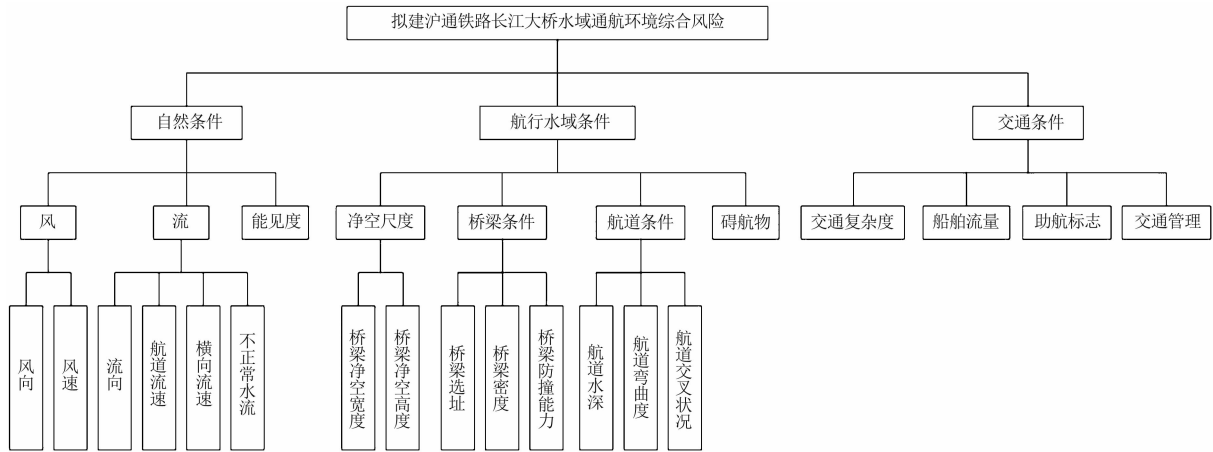 拟建沪通铁路长江大桥水域通航环境综合风险
自然条件
航行水域条件
交通条件
风
流
能见度
净空尺度
桥梁条件
航道条件
碍航物
交通复杂度
船舶流量
助航标志
交通管理
风向
风速
流向
航道流速
横向流速
不正常水流
桥梁净空宽度
桥梁净空高度
桥梁选址
桥梁密度
桥梁防撞能力
航道水深
航道弯曲度
航道交叉状况